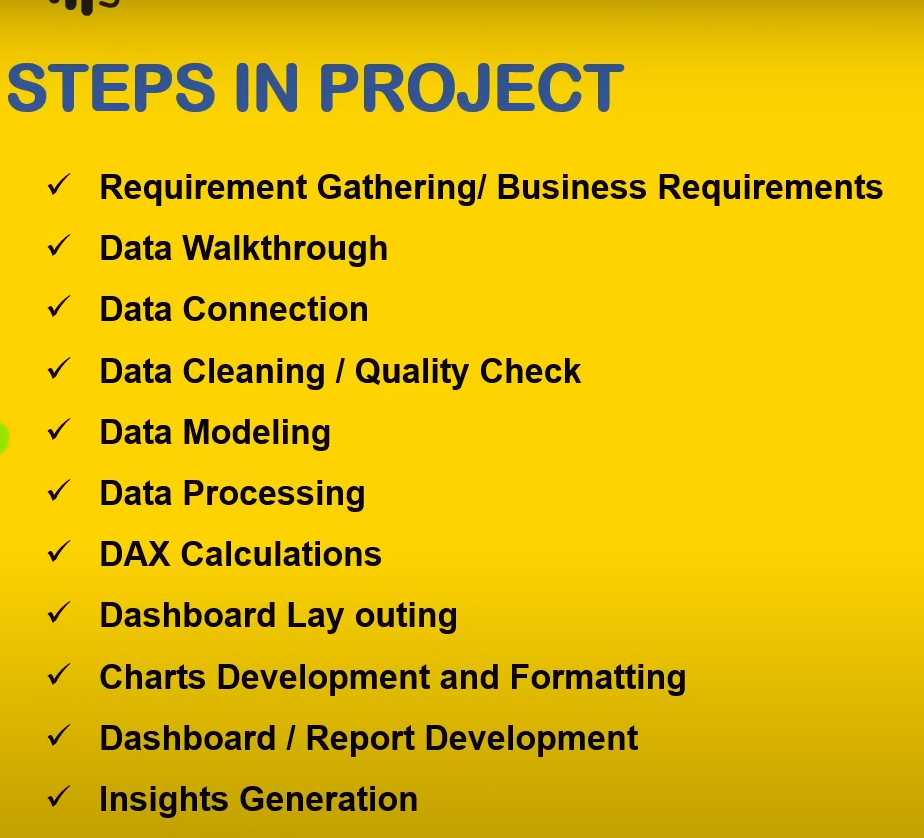 STEPS IN PROJECT
Requirement Gathering/ Business Requirements
Data Walkthrough
Data Connection
Data Cleaning / Quality Check
Data Modeling
Data Processing
DAX Calculations
Dashboard Lay outing
Charts Development and Formatting
Dashboard / Report Development
Insights Generation